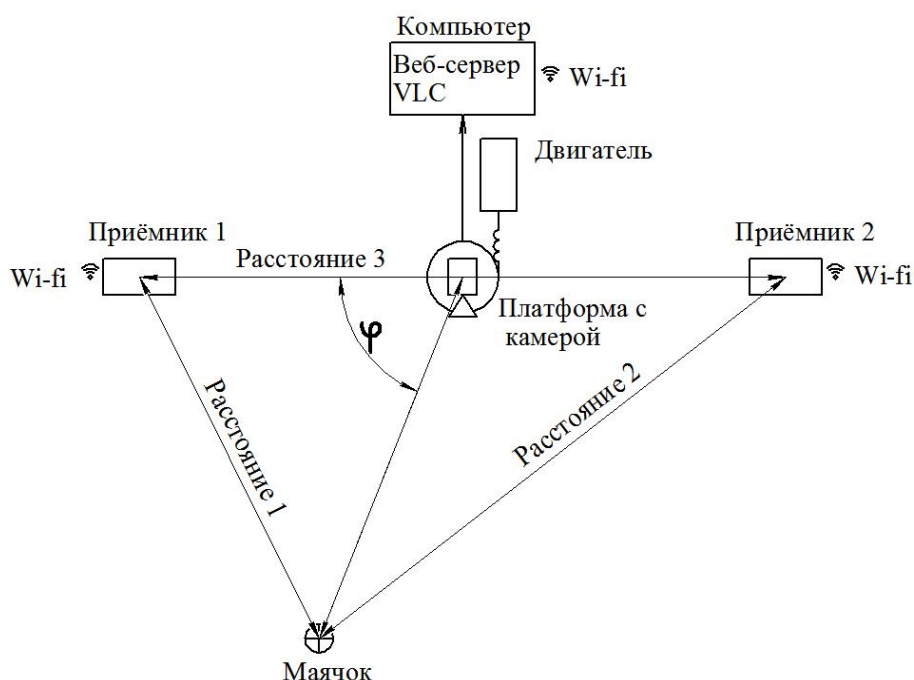 Компьютер
Веб-сервер
VLC
Wi-fi
Двигатель
Приёмник 1
Приёмник 2
Wi-fi
Расстояние 3
Wi-fi
Платформа с
камерой
φ
Расстояние 1
Расстояние 2
Маячок